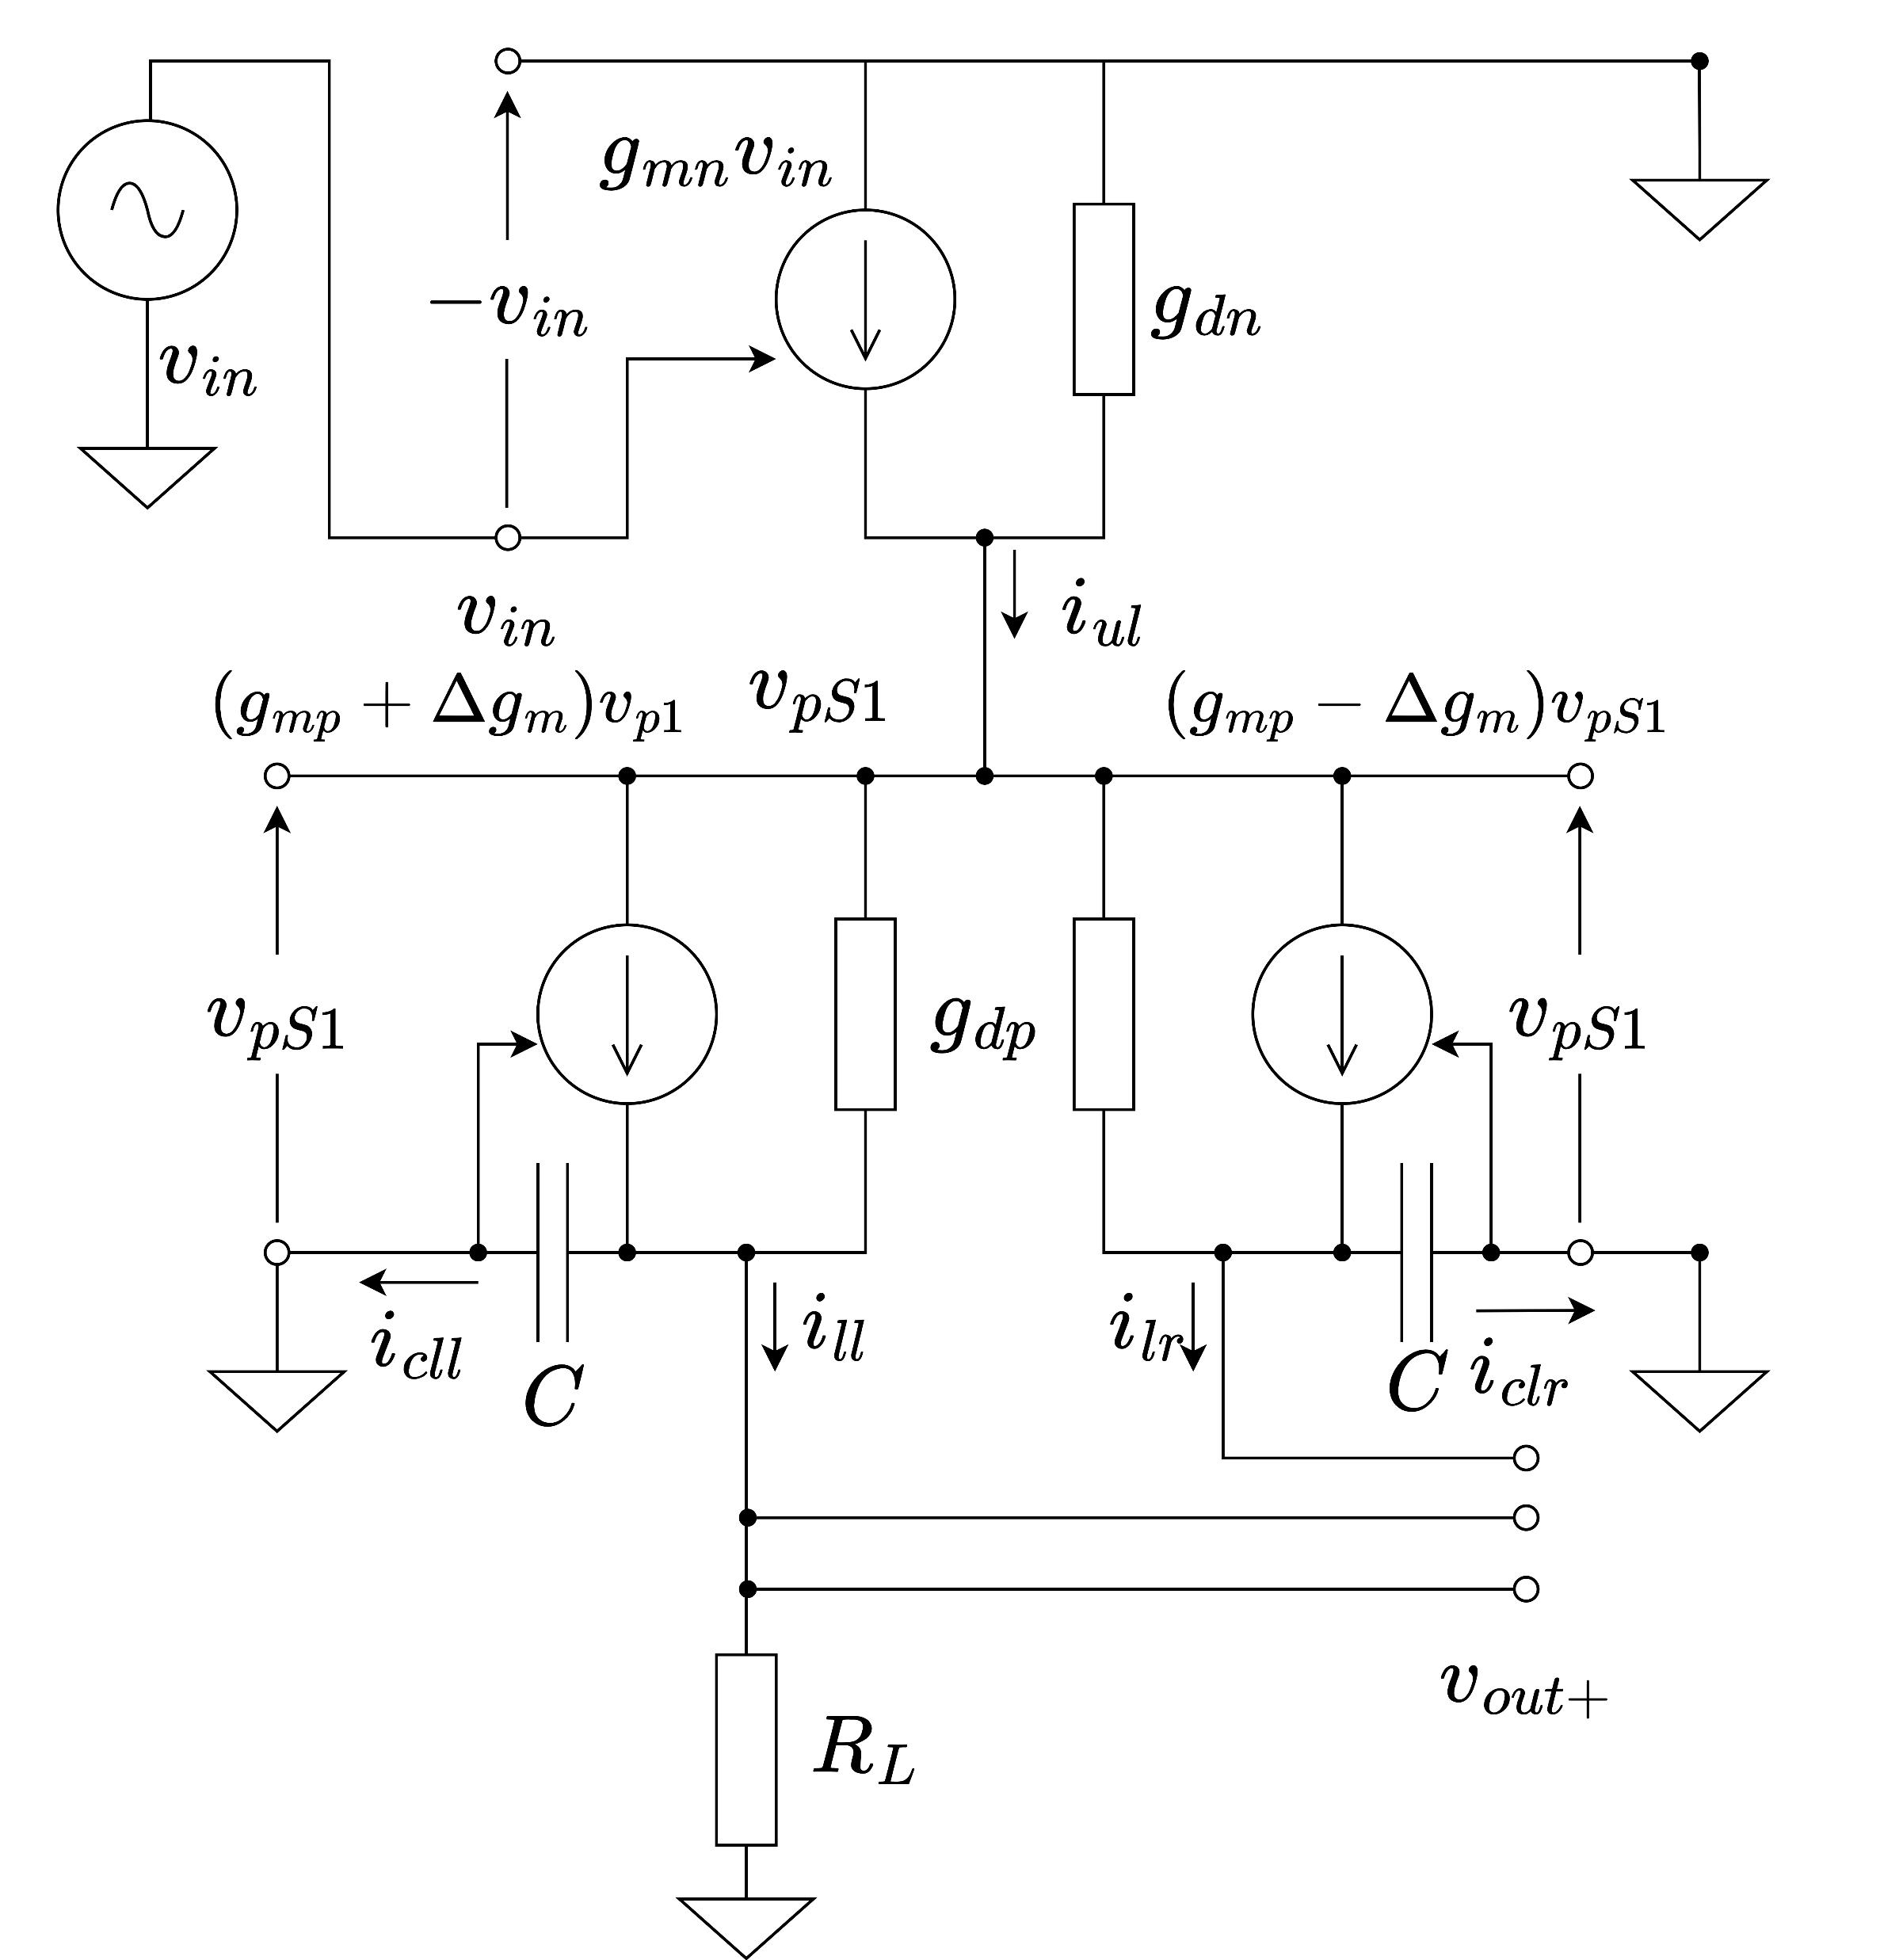 g_{mn}v_{in}
-v_{in}
g_{dn}
v_{in}
v_{in}
i_{ul}
(g_{mp} + Δg_m)v_{p1}
v_{pS1}
(g_{mp} − Δg_m)v_{pS1}
v_{pS1}
g_{dp}
v_{pS1}
i_{cll}
C
i_{ll}
i_{lr}
C
i_{clr}
v_{out+}
R_L